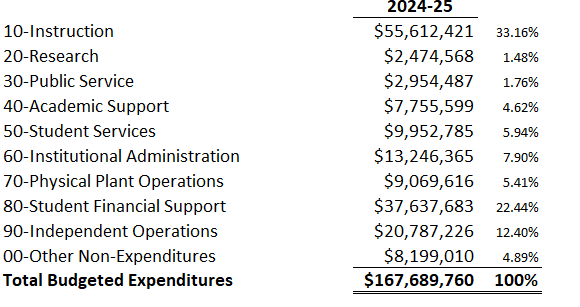 2024-25
10-Instruction $55,612,421 33.16%
20-Research $2,474,568 1.48%
30-Public Service $2,954,487 1.76%
40-Academic Support $7,755,599 4.62%
50-Student Services $9,952,785 5.94%
60-Institutional Administration $13,246,365 7.90%
70-Physical Plant Operations $9,069,616 5.41%
80-Student Financial Support $37,637,683 22.44%
90-Independent Operations $20,787,226 12.40%
00-Other Non-Expenditures $8,199,010 4.89%
Total Budgeted Expenditures $167,689,760 100%